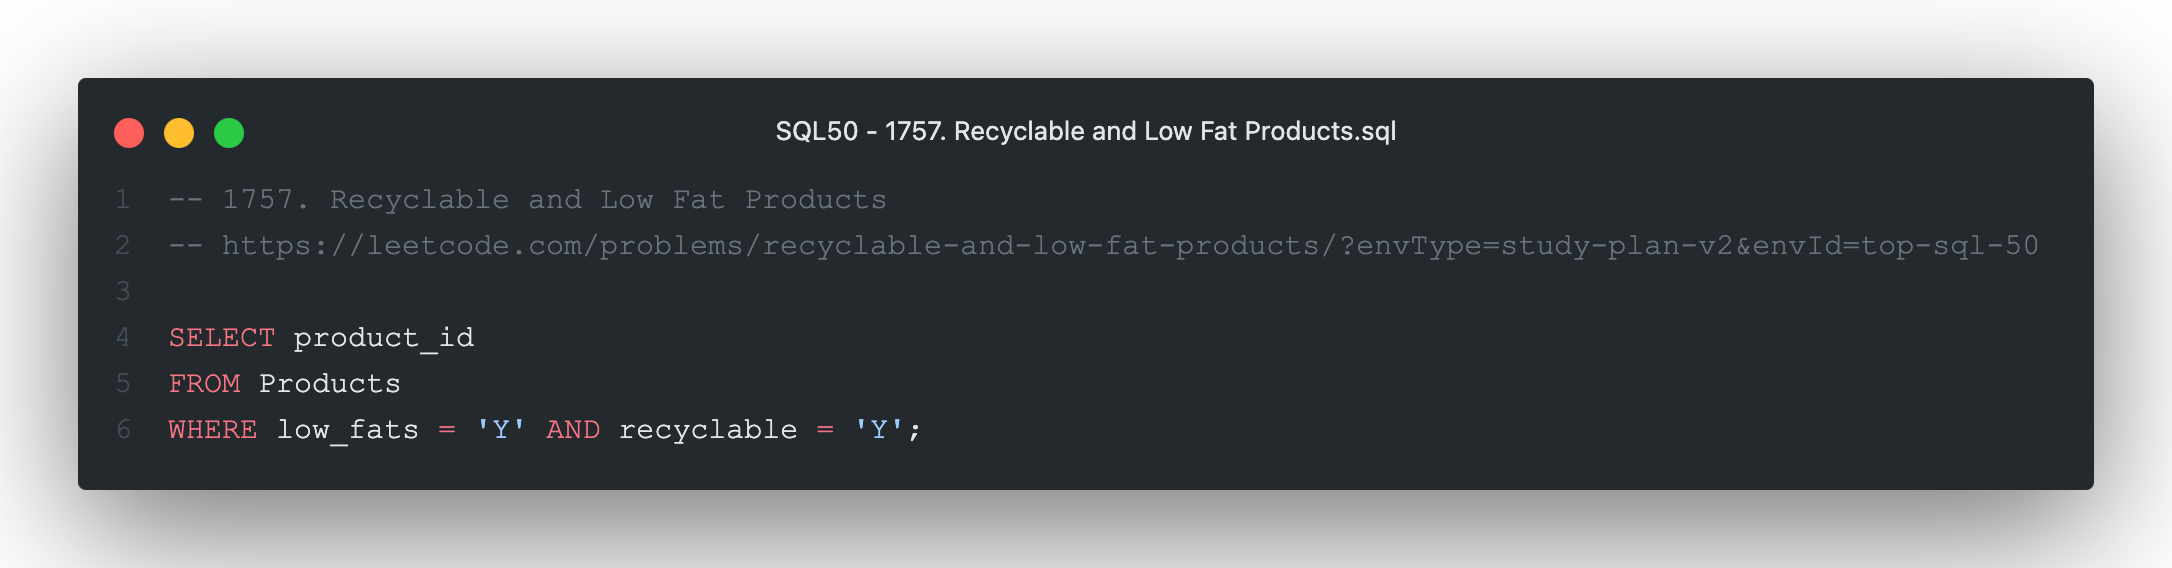 SQL50 - 1757. Recyclable and Low Fat Products.sql
1 -- 1757. Recyclable and Low Fat Products
2 -- https://leetcode.com/problems/recyclable-and-low-fat-products/?envType=study-plan-v2&envId=top-sql-50
3
4 SELECT product_id
5 FROM Products
6 WHERE low_fats = 'Y' AND recyclable = 'Y';